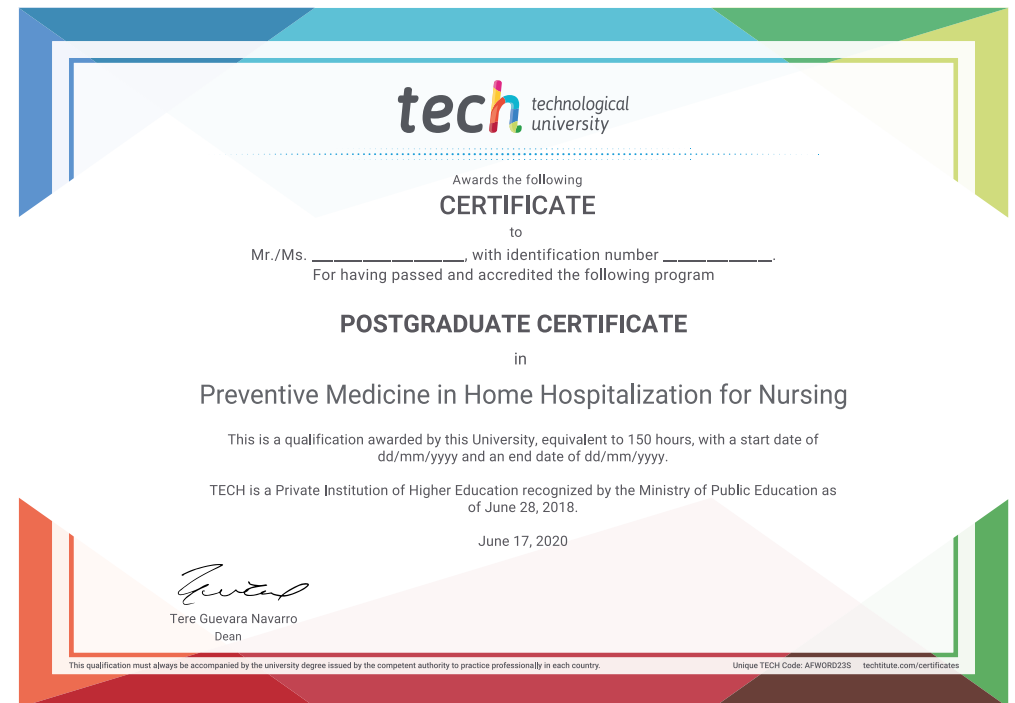 tech technological
university
Awards the following
CERTIFICATE
to
Mr./Ms. _______________, with identification number ___________.
For having passed and accredited the following program
POSTGRADUATE CERTIFICATE
in
Preventive Medicine in Home Hospitalization for Nursing
This is a qualification awarded by this University, equivalent to 150 hours, with a start date of
dd/mm/yyyy and an end date of dd/mm/yyyy.
TECH is a Private Institution of Higher Education recognized by the Ministry of Public Education as
of June 28, 2018.
June 17, 2020
Tere Guevara Navarro
Dean
This qualification must always be accompanied by the university degree issued by the competent authority to practice professionally in each country.
Unique TECH Code: AFWORD23S techtitute.com/certificates